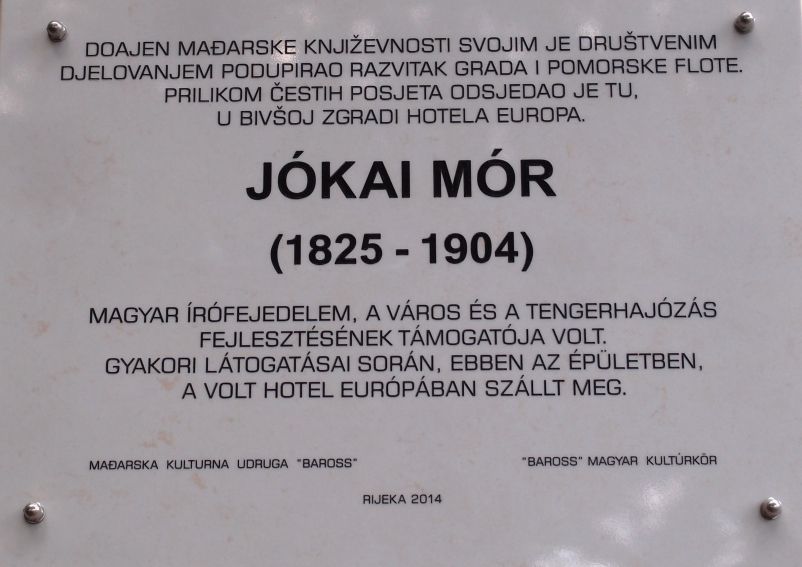 DOAJEN MAĐARSKE KNJIŽEVNOSTI SVOJIM JE DRUŠTVENIM
DJELOVANJEM PODUPIRAO RAZVITAK GRADA I POMORSKE FLOTE.
PRILIKOM ČESTIH POSJETA ODSJEDAO JE TU,
U BIVŠOJ ZGRADI HOTELA EUROPA.
JÓKAI MÓR
(1825 - 1904)
MAGYAR ÍRÓFEJEDELEM, A VÁROS ÉS A TENGERHAJÓZÁS
FEJLESZTÉSÉNEK TÁMOGATÓJA VOLT.
GYAKORI LÁTOGATÁSAI SORÁN, EBBEN AZ ÉPÜLETBEN,
A VOLT HOTEL EURÓPÁBAN SZÁLLT MEG.
MAĐARSKA KULTURNA UDRUGA "BAROSS"
"BAROSS" MAGYAR KULTÚRKÖR
RIJEKA 2014